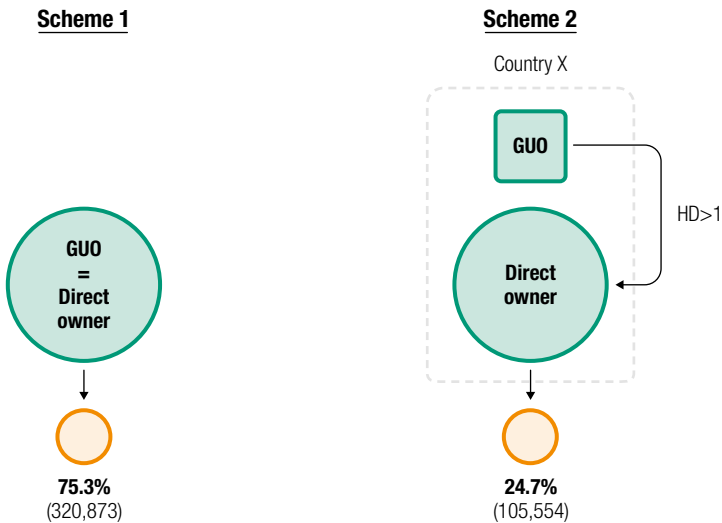 Scheme 1
GUO
=
Direct
owner
75.3%
(320,873)
Scheme 2
Country X
GUO
HD>1
Direct
owner
24.7%
(105,554)